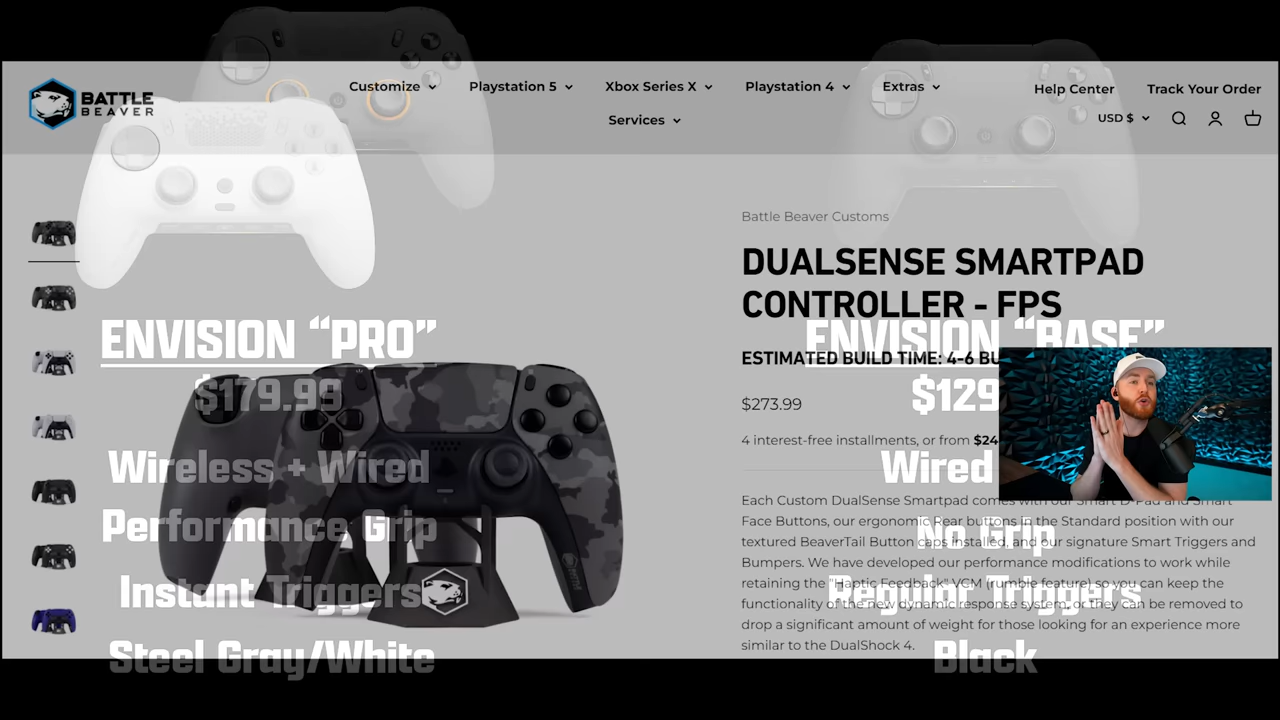 BATTLE
BEAVER
Customize
Playstation 5
Xbox Series X
Playstation 4
Extras
Services
Help Center
Track Your Order
USD $
Battle Beaver Customs
DUALSENSE SMARTPAD
CONTROLLER - FPS
ESTIMATED BUILD TIME: 4-6 BU
$273.99
4 interest-free installments, or from $24
Each Custom DualSense Smartpad comes with our Smart D-Pad and Smart
Face Buttons, our ergonomic Rear buttons in the Standard position with our
textured BeaverTail Button caps installed, and our signature Smart Triggers and
Bumpers. We have developed our performance modifications to work while
retaining the "Haptic Feedback" VCM (rumble feature) so you can keep the
functionality of the new dynamic response system, or they can be removed to
drop a significant amount of weight for those looking for an experience more
similar to the DualShock 4.
ENVISION “PRO”
$179.99
Wireless + Wired
Performance Grip
Instant Triggers
Steel Gray/White
ENVISION “BASE”
$129
Wired
No Grip
Regular Triggers
Black